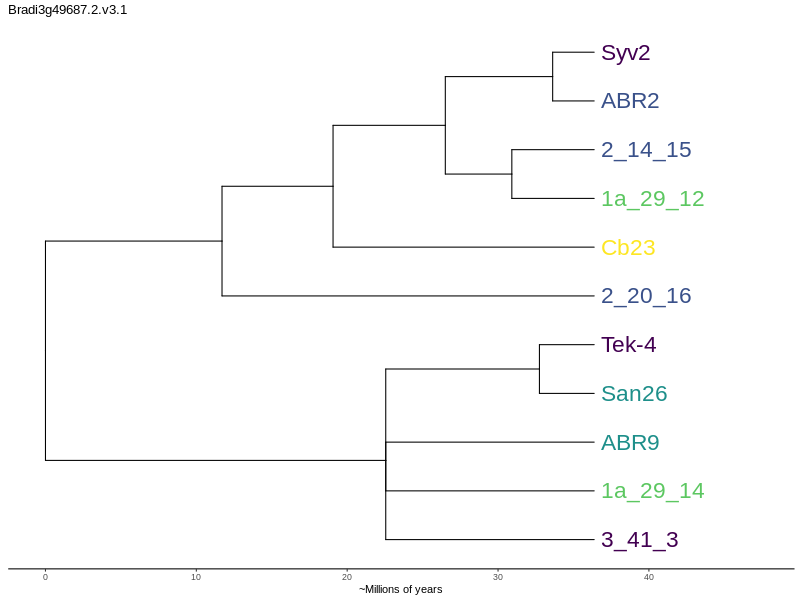 Bradi3g49687.2.v3.1
Syv2
ABR2
2_14_15
1a_29_12
Cb23
2_20_16
Tek-4
San26
ABR9
1a_29_14
3_41_3
0 10 20 30 40
~Millions of years